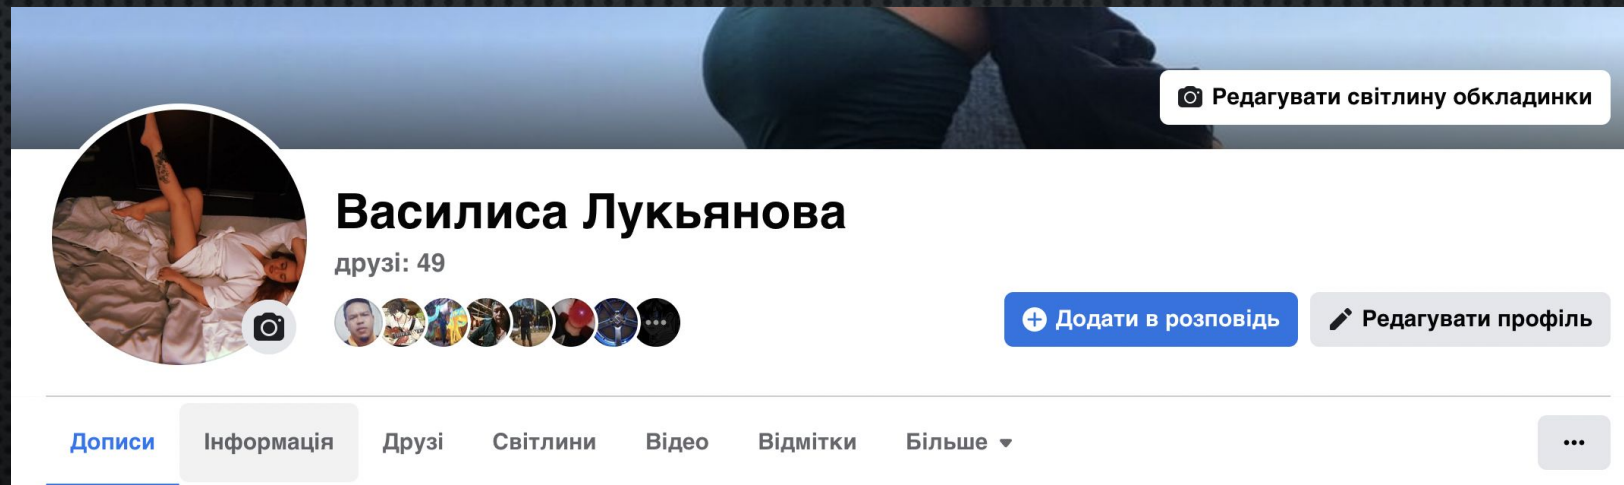 Редагувати світлину обкладинки
Василиса Лукьянова
друзі: 49
Додати в розповідь
Редагувати профіль
Дописи Інформація Друзі Світлини Відео Відмітки Більше